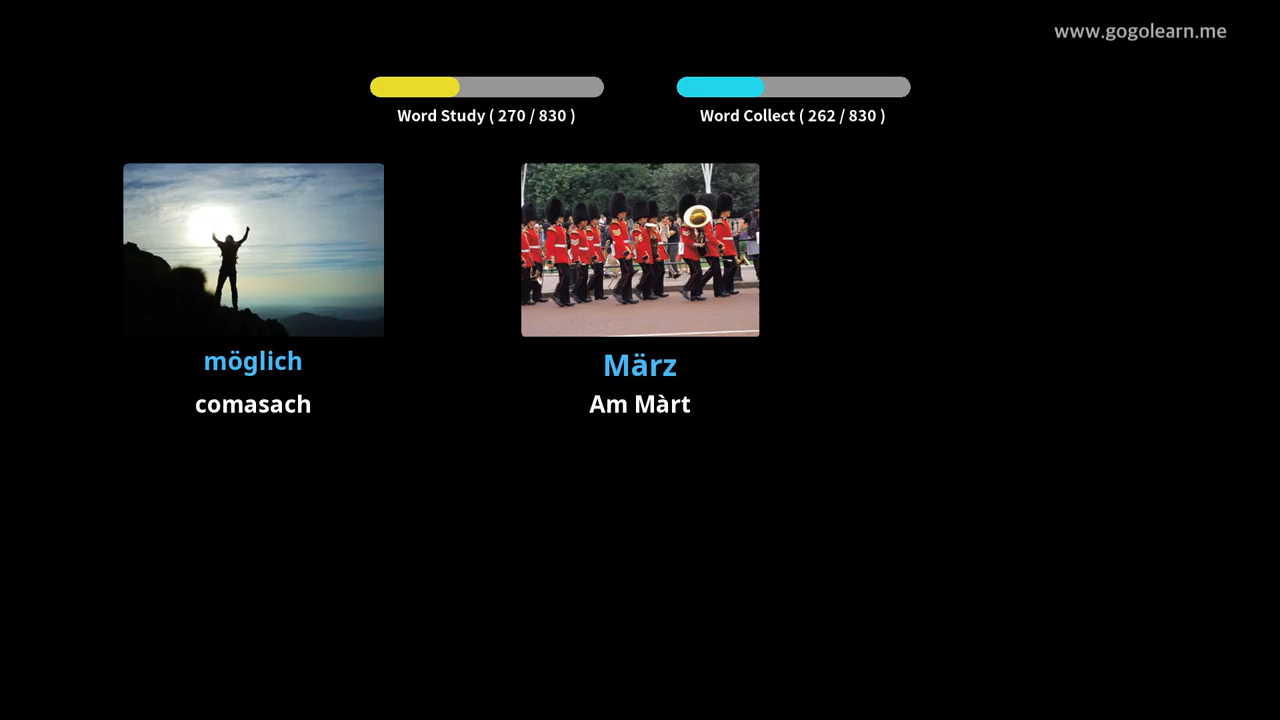 www.gogolearn.me
Word Study ( 270 / 830 )
Word Collect ( 262 / 830 )
möglich
comasach
März
Am Màrt